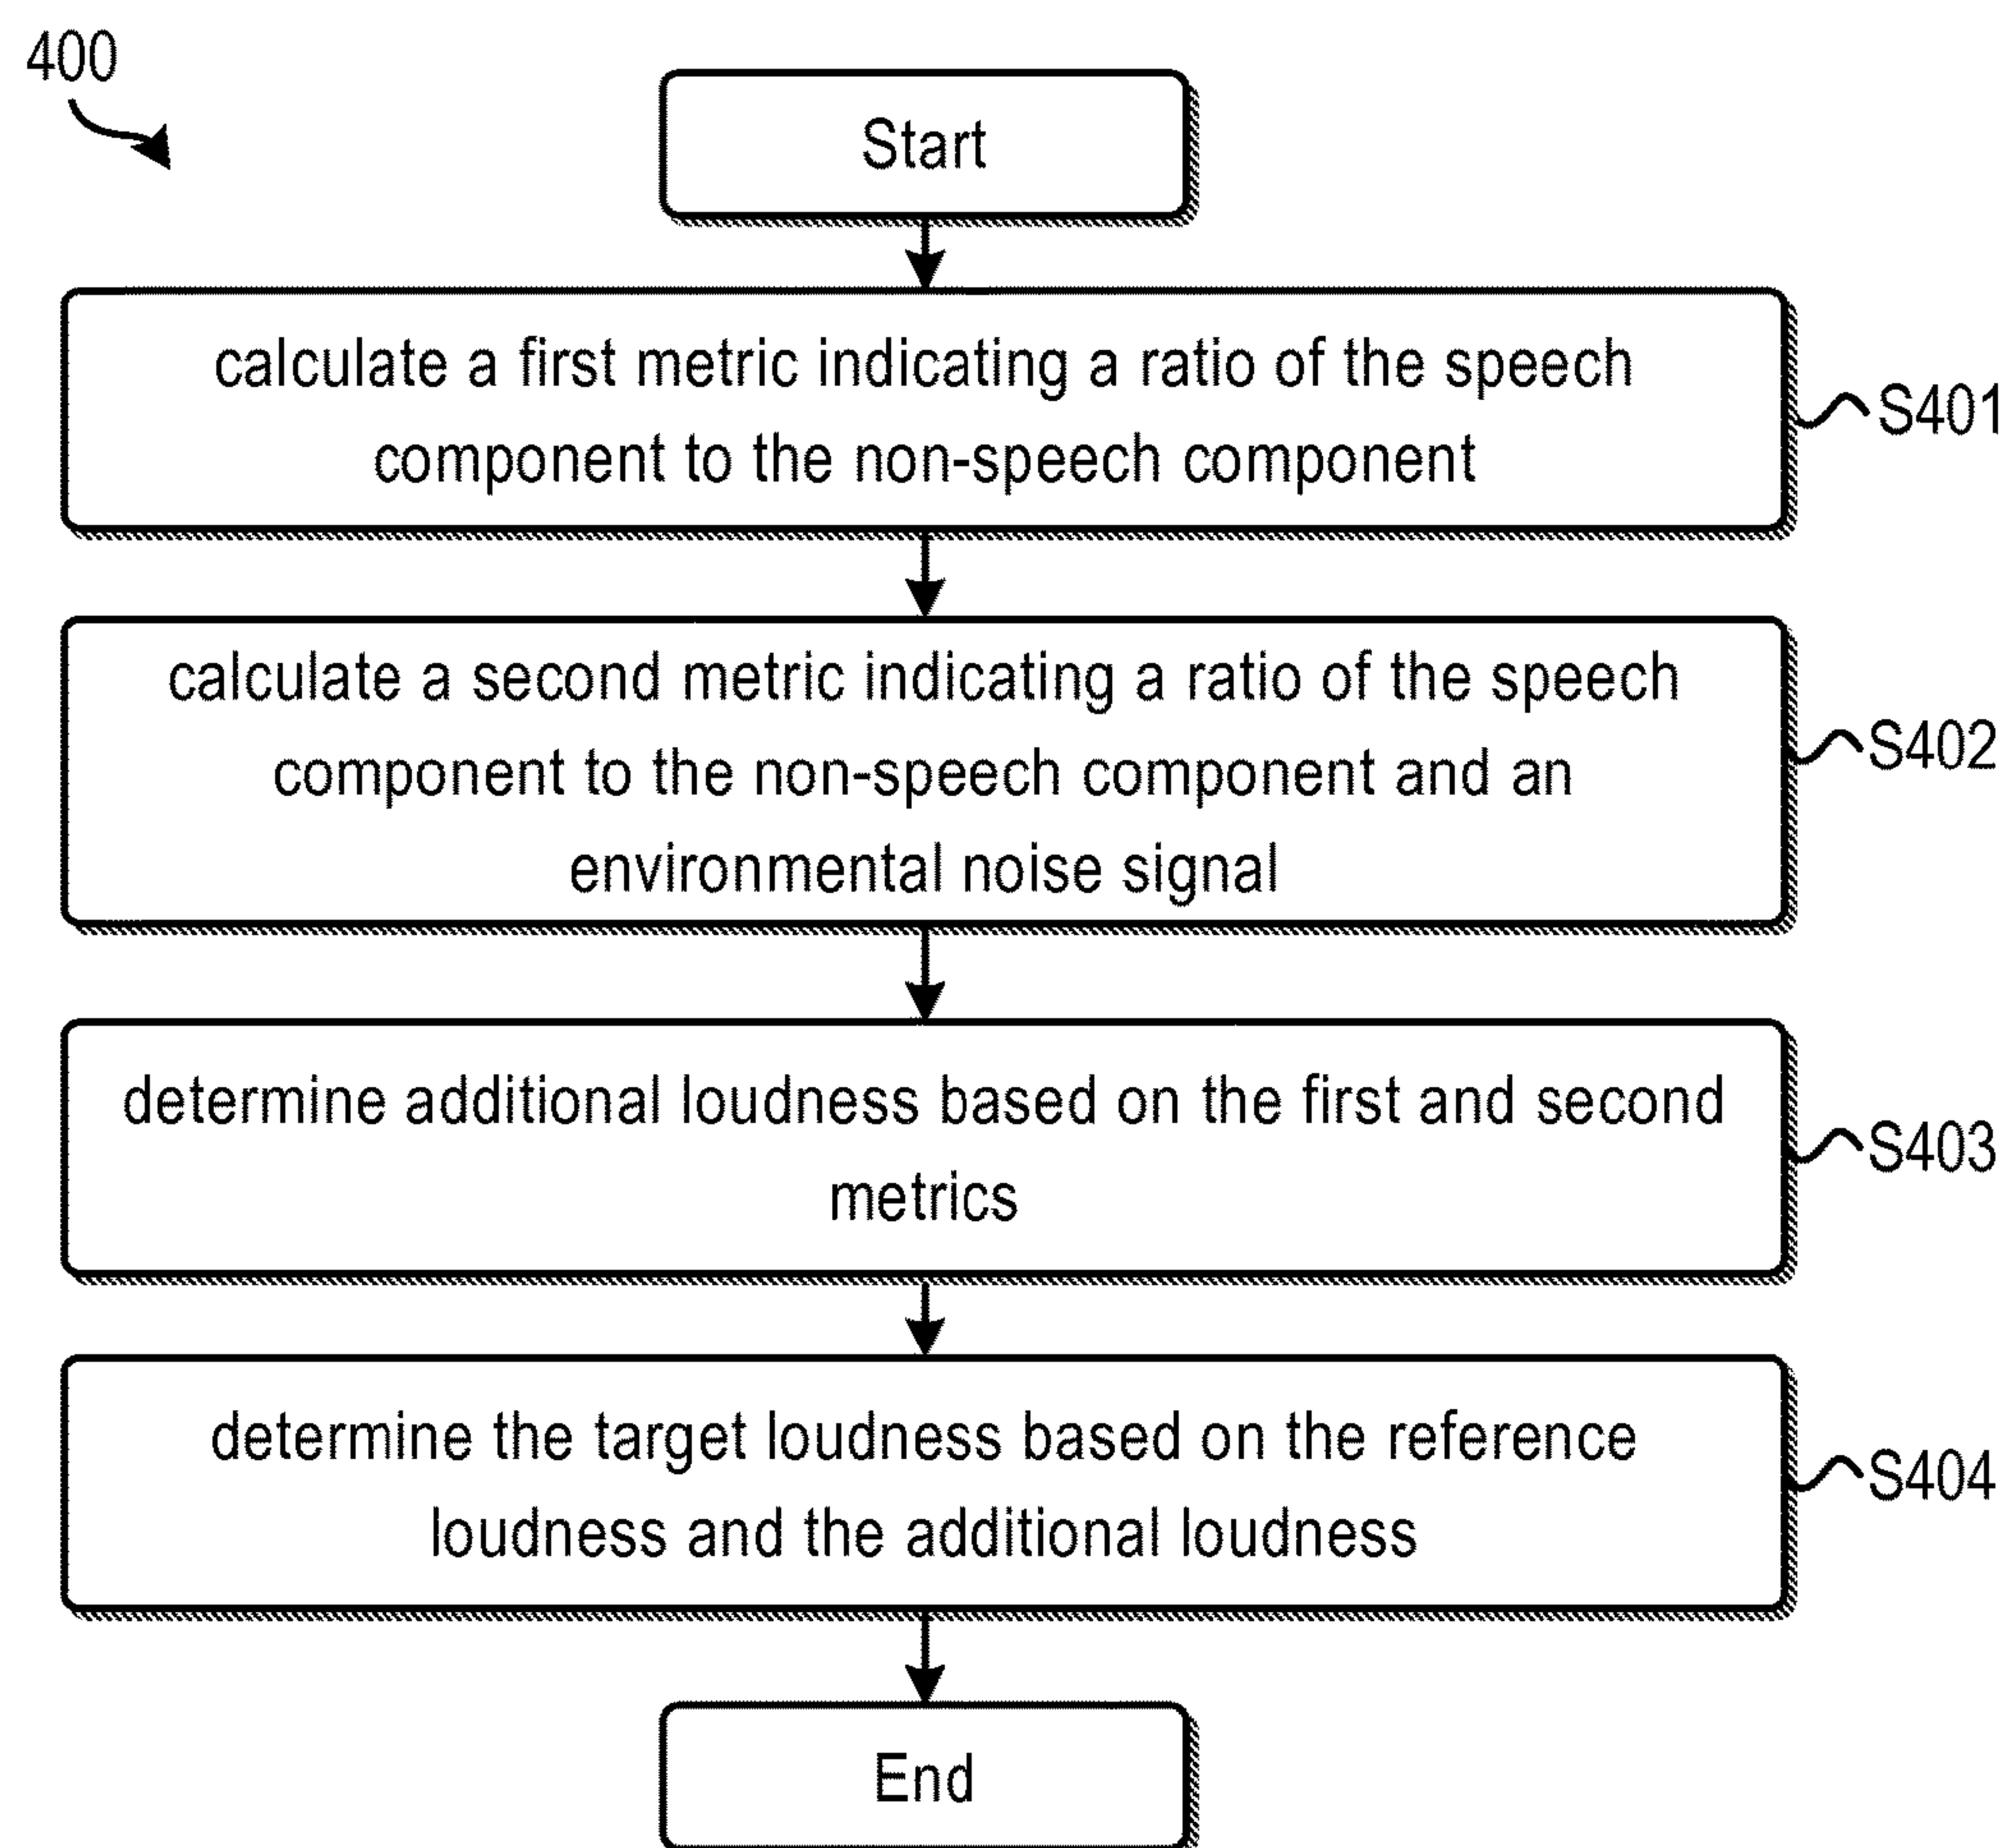 400
Start
calculate a first metric indicating a ratio of the speech
component to the non-speech component
S401
calculate a second metric indicating a ratio of the speech
component to the non-speech component and an
environmental noise signal
S402
determine additional loudness based on the first and second
metrics
S403
determine the target loudness based on the reference
loudness and the additional loudness
S404
End